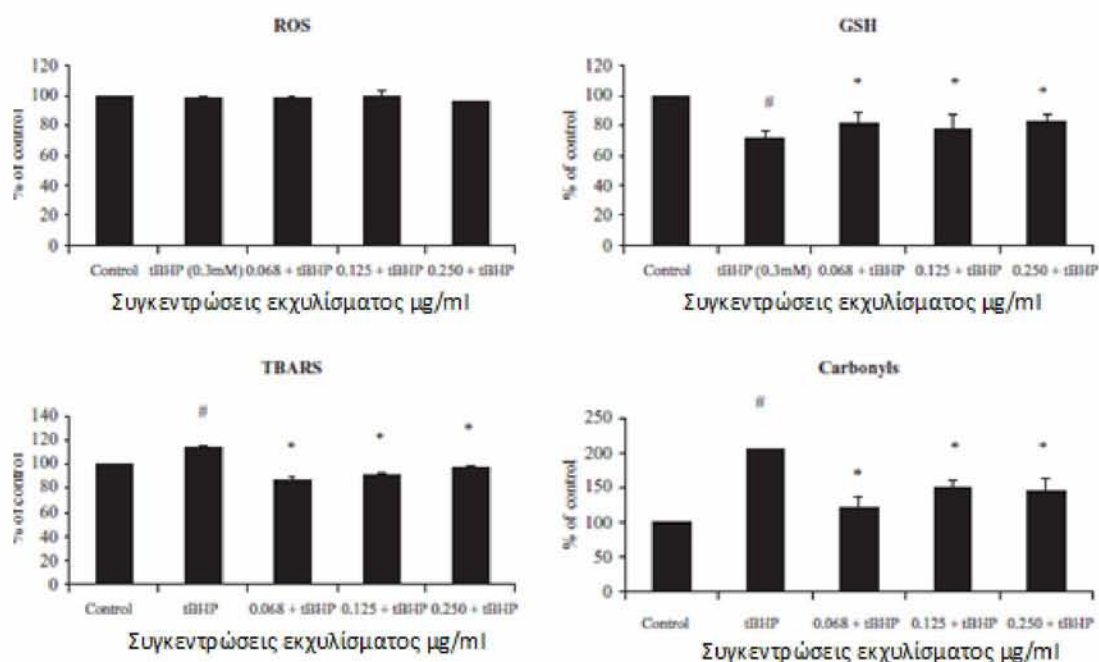 ROS
% of control
120
100
80
60
40
20
0
Control tBHP (0.3mM) 0.068 + tBHP 0.125 + tBHP 0.250 + tBHP
Συγκεντρώσεις εκχυλίσματος μg/ml
GSH
% of control
120
100
80
60
40
20
0
#
*
*
*
Control tBHP (0,3mM) 0.068 + tBHP 0.125 + tBHP 0.250 + tBHP
Συγκεντρώσεις εκχυλίσματος μg/ml
TBARS
% of control
140
120
100
80
60
40
20
0
#
*
*
*
Control tBHP 0.068 + tBHP 0.125 + tBHP 0.250 + tBHP
Συγκεντρώσεις εκχυλίσματος μg/ml
Carbonyls
% of control
250
200
150
100
50
0
#
*
*
*
Control tBHP 0.068 + tBHP 0.125 + tBHP 0.250 + tBHP
Συγκεντρώσεις εκχυλίσματος μg/ml